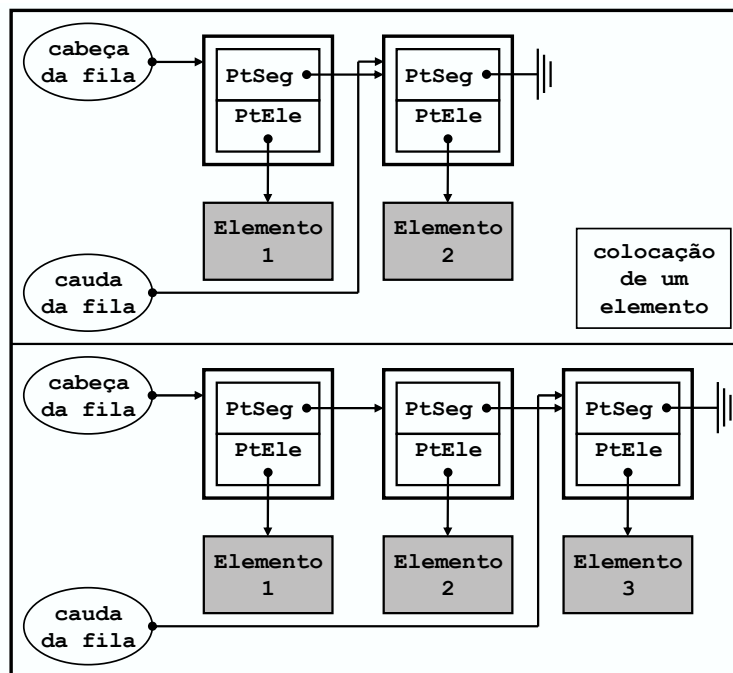 cabeça
da fila
PtSeg
PtEle
PtSeg
PtEle
Elemento
1
Elemento
2
cauda
da fila
colocação
de um
elemento
cabeça
da fila
PtSeg
PtEle
PtSeg
PtEle
PtSeg
PtEle
Elemento
1
Elemento
2
Elemento
3
cauda
da fila